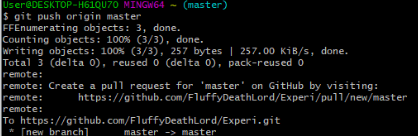 User@DESKTOP-H61QU7O MINGW64 ~ (master)
$ git push origin master
FFEnumerating objects: 3, done.
Counting objects: 100% (3/3), done.
Writing objects: 100% (3/3), 257 bytes | 257.00 KiB/s, done.
Total 3 (delta 0), reused 0 (delta 0), pack-reused 0
remote:
remote: Create a pull request for 'master' on GitHub by visiting:
remote:      https://github.com/FluffyDeathLord/Experi/pull/new/master
remote:
To https://github.com/FluffyDeathLord/Experi.git
 * [new branch]      master -> master